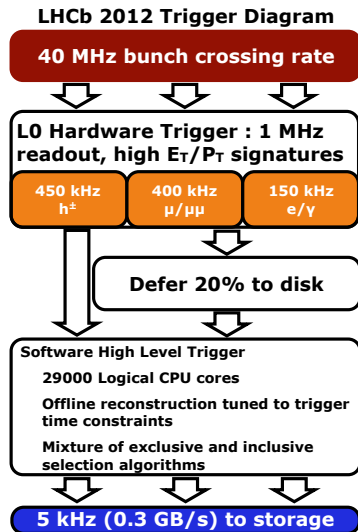 LHCb 2012 Trigger Diagram
40 MHz bunch crossing rate
L0 Hardware Trigger : 1 MHz
readout, high ET/PT signatures
450 kHz
h±
400 kHz
µ/µµ
150 kHz
e/γ
Defer 20% to disk
Software High Level Trigger
29000 Logical CPU cores
Offline reconstruction tuned to trigger
time constraints
Mixture of exclusive and inclusive
selection algorithms
5 kHz (0.3 GB/s) to storage